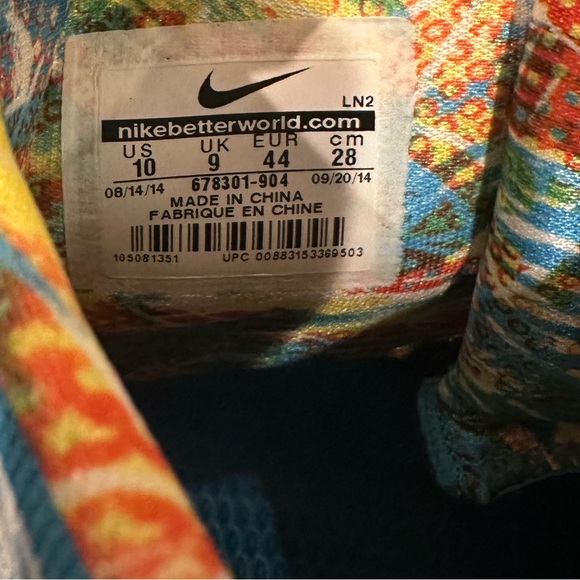 LN2
nikebetterworld.com
US UK EUR cm
10 9 44 28
08/14/14 678301-904 09/20/14
MADE IN CHINA
FABRIQUE EN CHINE
105081351 UPC 00883153369503